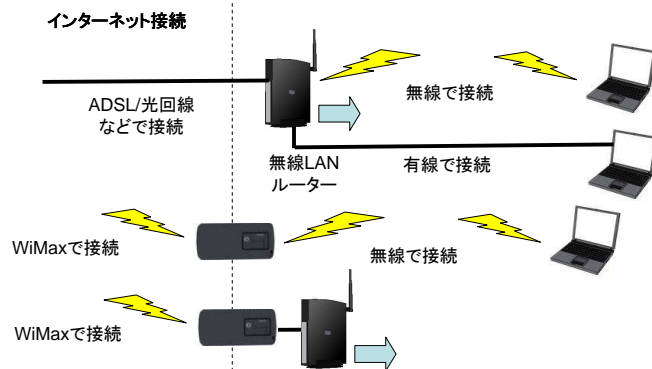 インターネット接続
ADSL/光回線
などで接続
無線で接続
無線LAN
ルーター
有線で接続
WiMaxで接続
無線で接続
WiMaxで接続